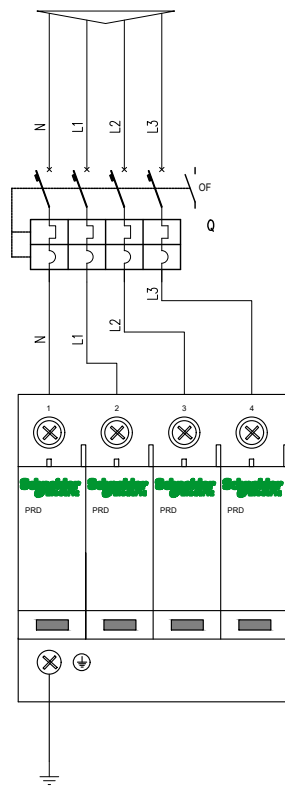 N L1 L2 L3
OF
Q
N L1 L2 L3
1 2 3 4
Schneider Electric Schneider Electric Schneider Electric Schneider Electric
PRD PRD PRD PRD